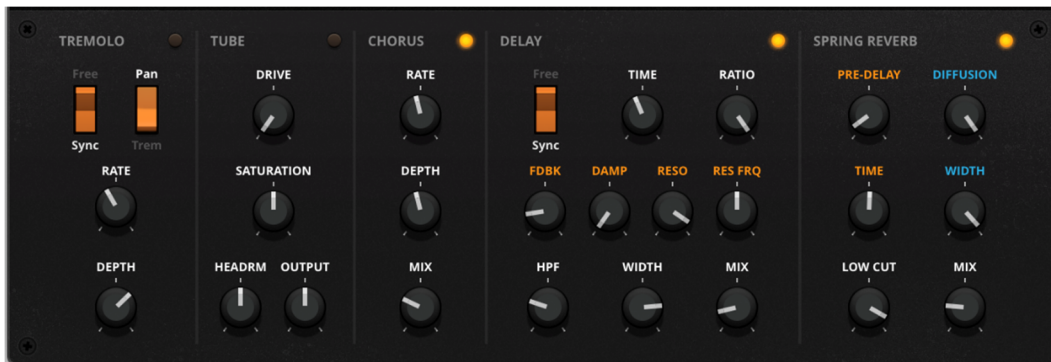 TREMOLO TUBE CHORUS DELAY SPRING REVERB
Free Pan DRIVE RATE Free TIME RATIO PRE-DELAY DIFFUSION
Sync Trem Sync
RATE SATURATION DEPTH FDBK DAMP RESO RES FRQ TIME WIDTH
DEPTH HEADRM OUTPUT MIX HPF WIDTH MIX LOW CUT MIX